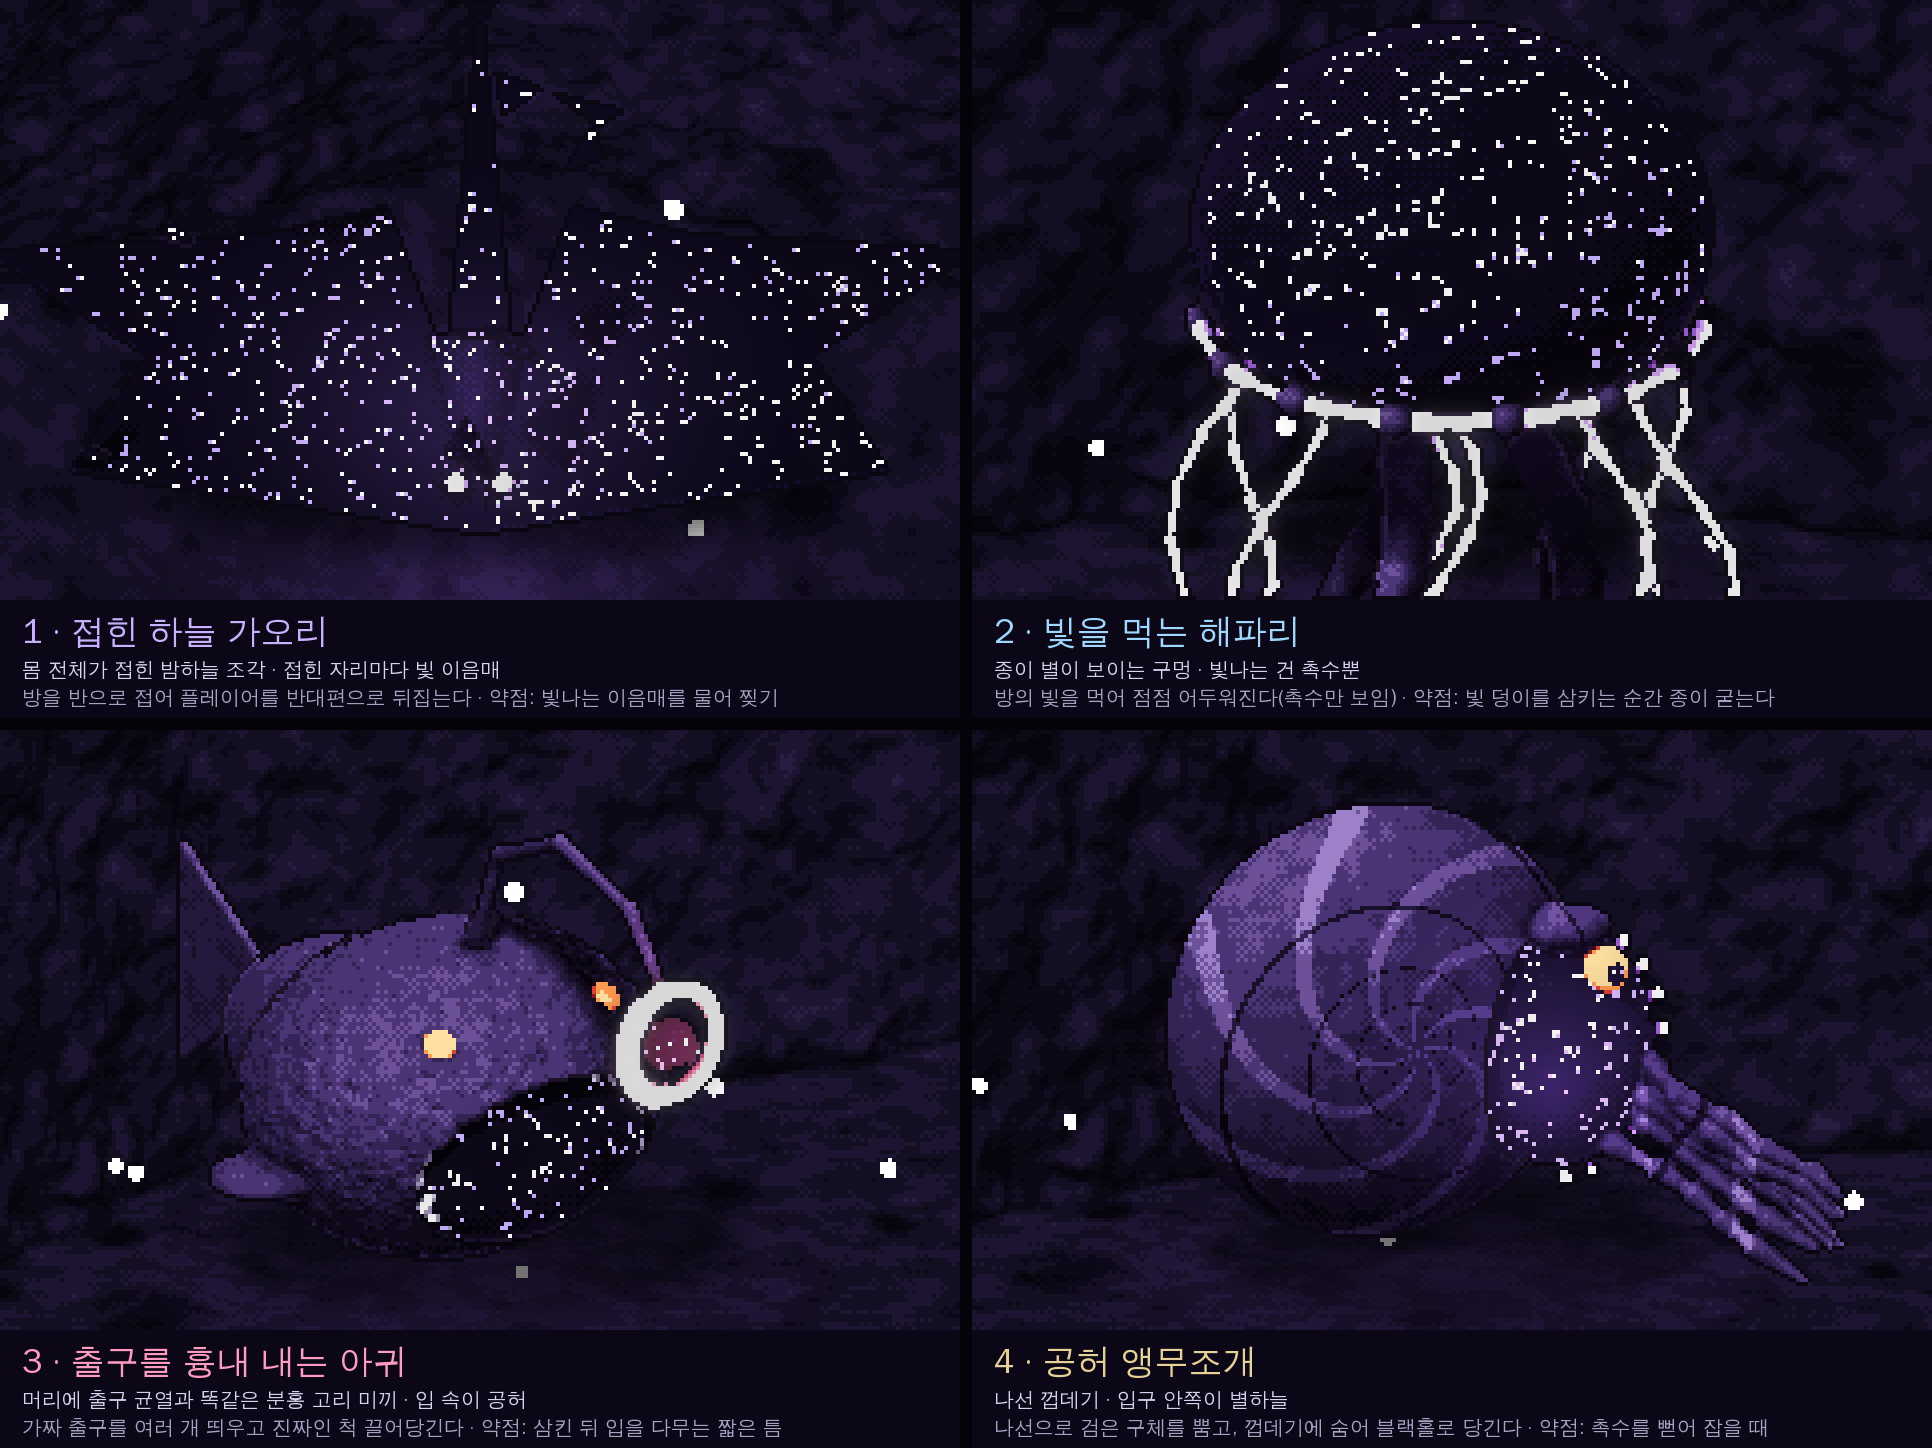 1 · 접힌 하늘 가오리
몸 전체가 접힌 밤하늘 조각 · 접힌 자리마다 빛 이음매
방을 반으로 접어 플레이어를 반대편으로 뒤집는다 · 약점: 빛나는 이음매를 물어 찢기
2 · 빛을 먹는 해파리
종이 별이 보이는 구멍 · 빛나는 건 촉수뿐
방의 빛을 먹어 점점 어두워진다(촉수만 보임) · 약점: 빛 덩이를 삼키는 순간 종이 굳는다
3 · 출구를 흉내 내는 아귀
머리에 출구 균열과 똑같은 분홍 고리 미끼 · 입 속이 공허
가짜 출구를 여러 개 띄우고 진짜인 척 끌어당긴다 · 약점: 삼킨 뒤 입을 다무는 짧은 틈
4 · 공허 앵무조개
나선 껍데기 · 입구 안쪽이 별하늘
나선으로 검은 구체를 뿜고, 껍데기에 숨어 블랙홀로 당긴다 · 약점: 촉수를 뻗어 잡을 때